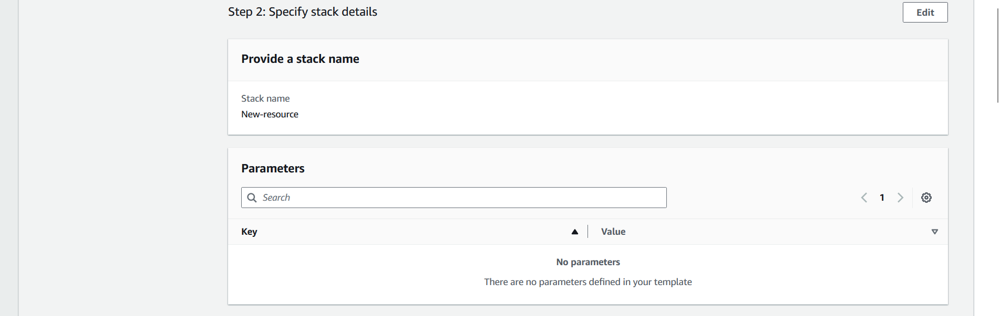 Step 2: Specify stack details
Edit
Provide a stack name
Stack name
New-resource
Parameters
Search
1
Key
Value
No parameters
There are no parameters defined in your template